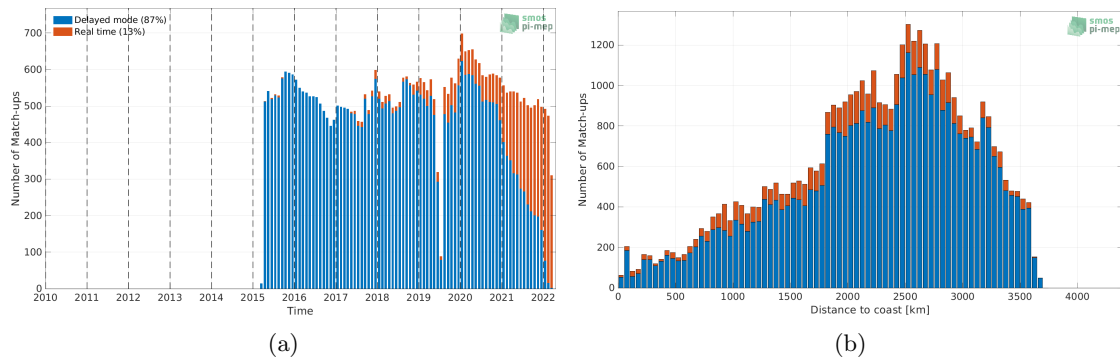 Delayed mode (87%)
Real time (13%)
smos
pi-mep
700
600
500
400
300
200
100
0
Number of Match-ups
2010 2011 2012 2013 2014 2015 2016 2017 2018 2019 2020 2021 2022
Time
(a)
smos
pi-mep
1200
1000
800
600
400
200
0
Number of Match-ups
0 500 1000 1500 2000 2500 3000 3500 4000
Distance to coast [km]
(b)